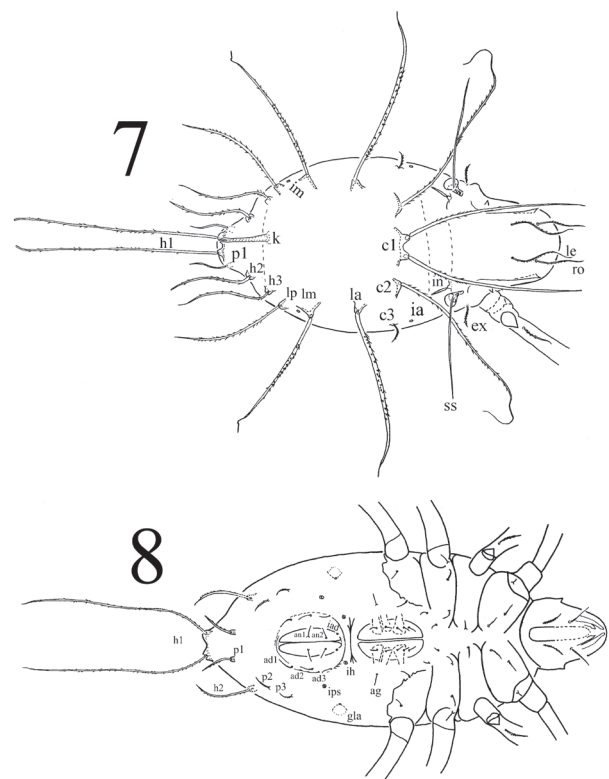 7
im
h1
k
p1
h2
h3
lp lm
la
c1
c2
c3
ia
in
le
ro
ex
ss
8
h1
p1
h2
an1 an2
iad
ad1
ad2
ad3
p2
p3
ih
ips
gla
ag